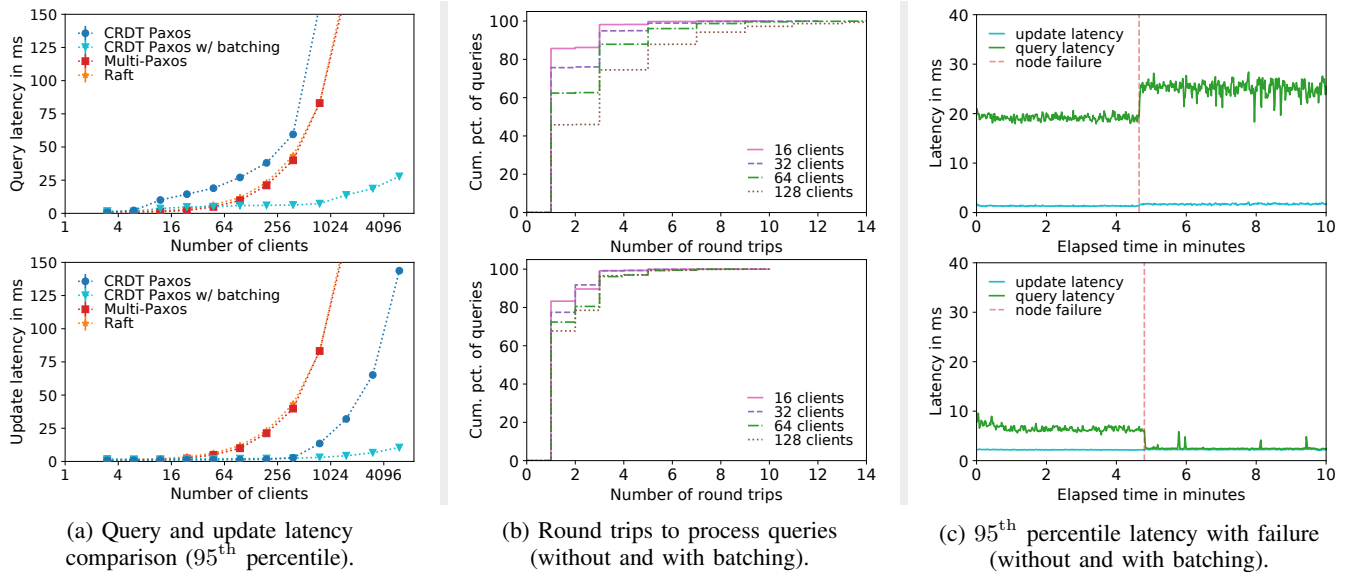 150
125
100
75
50
25
0
Query latency in ms
CRDT Paxos
CRDT Paxos w/ batching
Multi-Paxos
Raft
1 4 16 64 256 1024 4096
Number of clients
150
125
100
75
50
25
0
Update latency in ms
CRDT Paxos
CRDT Paxos w/ batching
Multi-Paxos
Raft
1 4 16 64 256 1024 4096
Number of clients
(a) Query and update latency
comparison (95th percentile).
100
80
60
40
20
0
Cum. pct. of queries
16 clients
32 clients
64 clients
128 clients
0 2 4 6 8 10 12 14
Number of round trips
100
80
60
40
20
0
Cum. pct. of queries
16 clients
32 clients
64 clients
128 clients
0 2 4 6 8 10 12 14
Number of round trips
(b) Round trips to process queries
(without and with batching).
40
30
20
10
0
Latency in ms
update latency
query latency
node failure
0 2 4 6 8 10
Elapsed time in minutes
40
30
20
10
0
Latency in ms
update latency
query latency
node failure
0 2 4 6 8 10
Elapsed time in minutes
(c) 95th percentile latency with failure
(without and with batching).